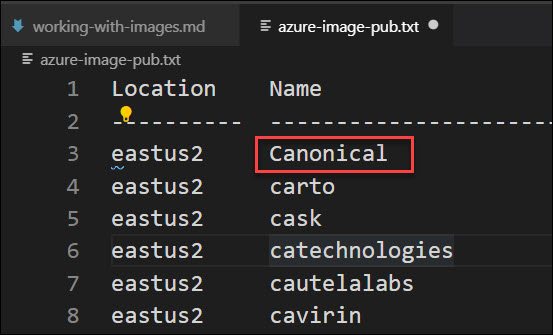 working-with-images.md azure-image-pub.txt
azure-image-pub.txt
1 Location Name
2 ---------- ----------------------
3 eastus2 Canonical
4 eastus2 carto
5 eastus2 cask
6 eastus2 catechnologies
7 eastus2 cautelalabs
8 eastus2 cavirin